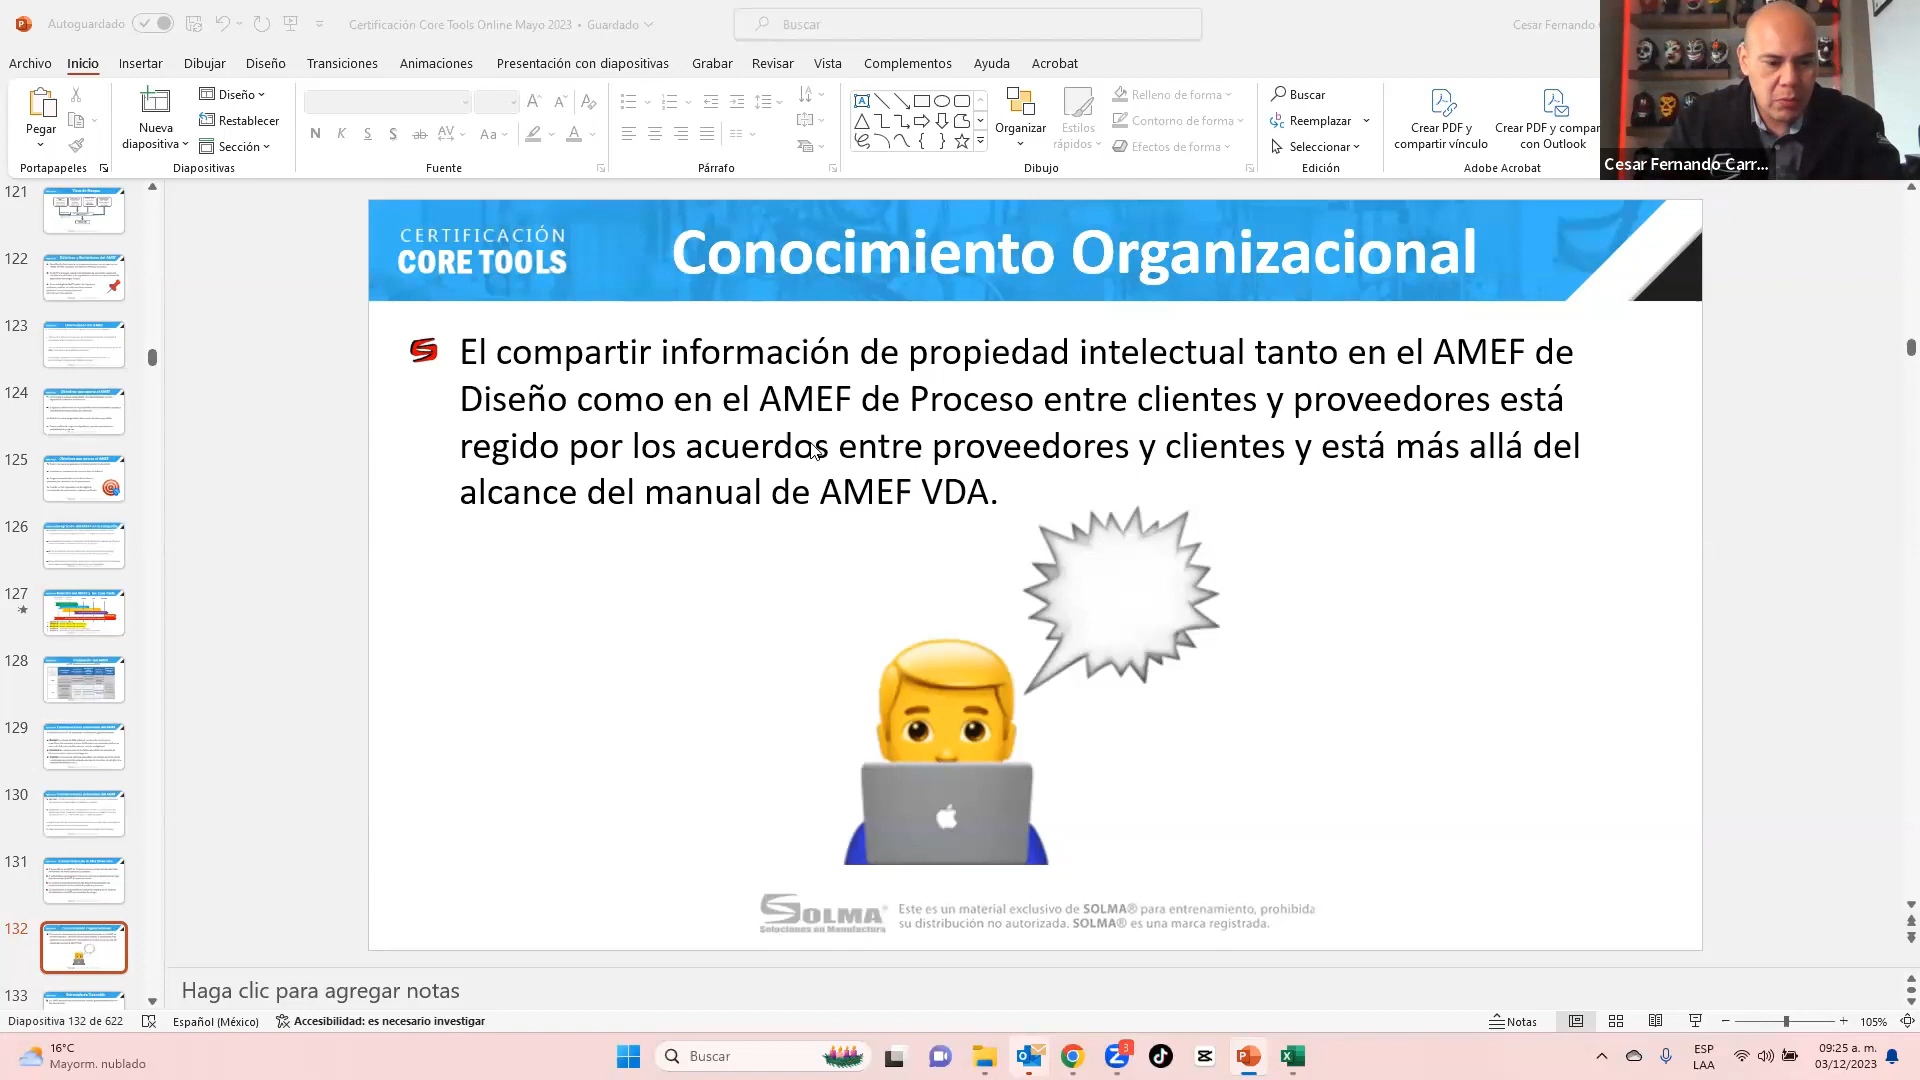 Autoguardado
Certificación Core Tools Online Mayo 2023 • Guardado
Buscar
Cesar Fernando
Archivo Inicio Insertar Dibujar Diseño Transiciones Animaciones Presentación con diapositivas Grabar Revisar Vista Complementos Ayuda Acrobat
Pegar
Portapapeles
Nueva diapositiva
Diseño
Restablecer
Sección
Diapositivas
N K S S ab AV Aa A
Fuente
Párrafo
Organizar
Estilos rápidos
Relleno de forma
Contorno de forma
Efectos de forma
Dibujo
Buscar
Reemplazar
Seleccionar
Edición
Crear PDF y compartir vínculo
Crear PDF y compar
con Outlook
Adobe Acrobat
Cesar Fernando Carr...
121
122
123
124
125
126
127
128
129
130
131
132
133
CERTIFICACIÓN
CORE TOOLS
Conocimiento Organizacional
El compartir información de propiedad intelectual tanto en el AMEF de
Diseño como en el AMEF de Proceso entre clientes y proveedores está
regido por los acuerdos entre proveedores y clientes y está más allá del
alcance del manual de AMEF VDA.
SOLMA®
Soluciones en Manufactura
Este es un material exclusivo de SOLMA® para entrenamiento, prohibida
su distribución no autorizada. SOLMA® es una marca registrada.
Haga clic para agregar notas
Diapositiva 132 de 622
Español (México)
Accesibilidad: es necesario investigar
Notas
105%
16°C
Mayorm. nublado
Buscar
3
ESP
LAA
09:25 a. m.
03/12/2023